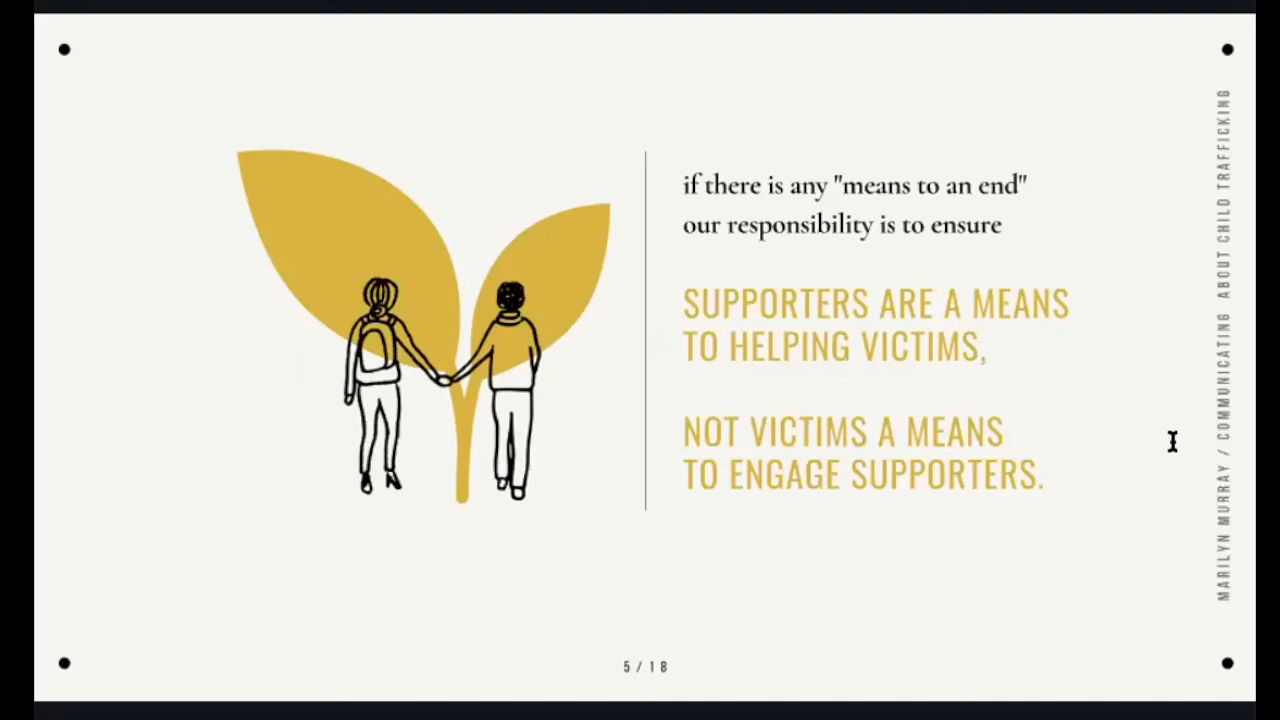 if there is any "means to an end"
our responsibility is to ensure
SUPPORTERS ARE A MEANS
TO HELPING VICTIMS,
NOT VICTIMS A MEANS
TO ENGAGE SUPPORTERS.
MARILYN MURRAY / COMMUNICATING ABOUT CHILD TRAFFICKING
5 / 18